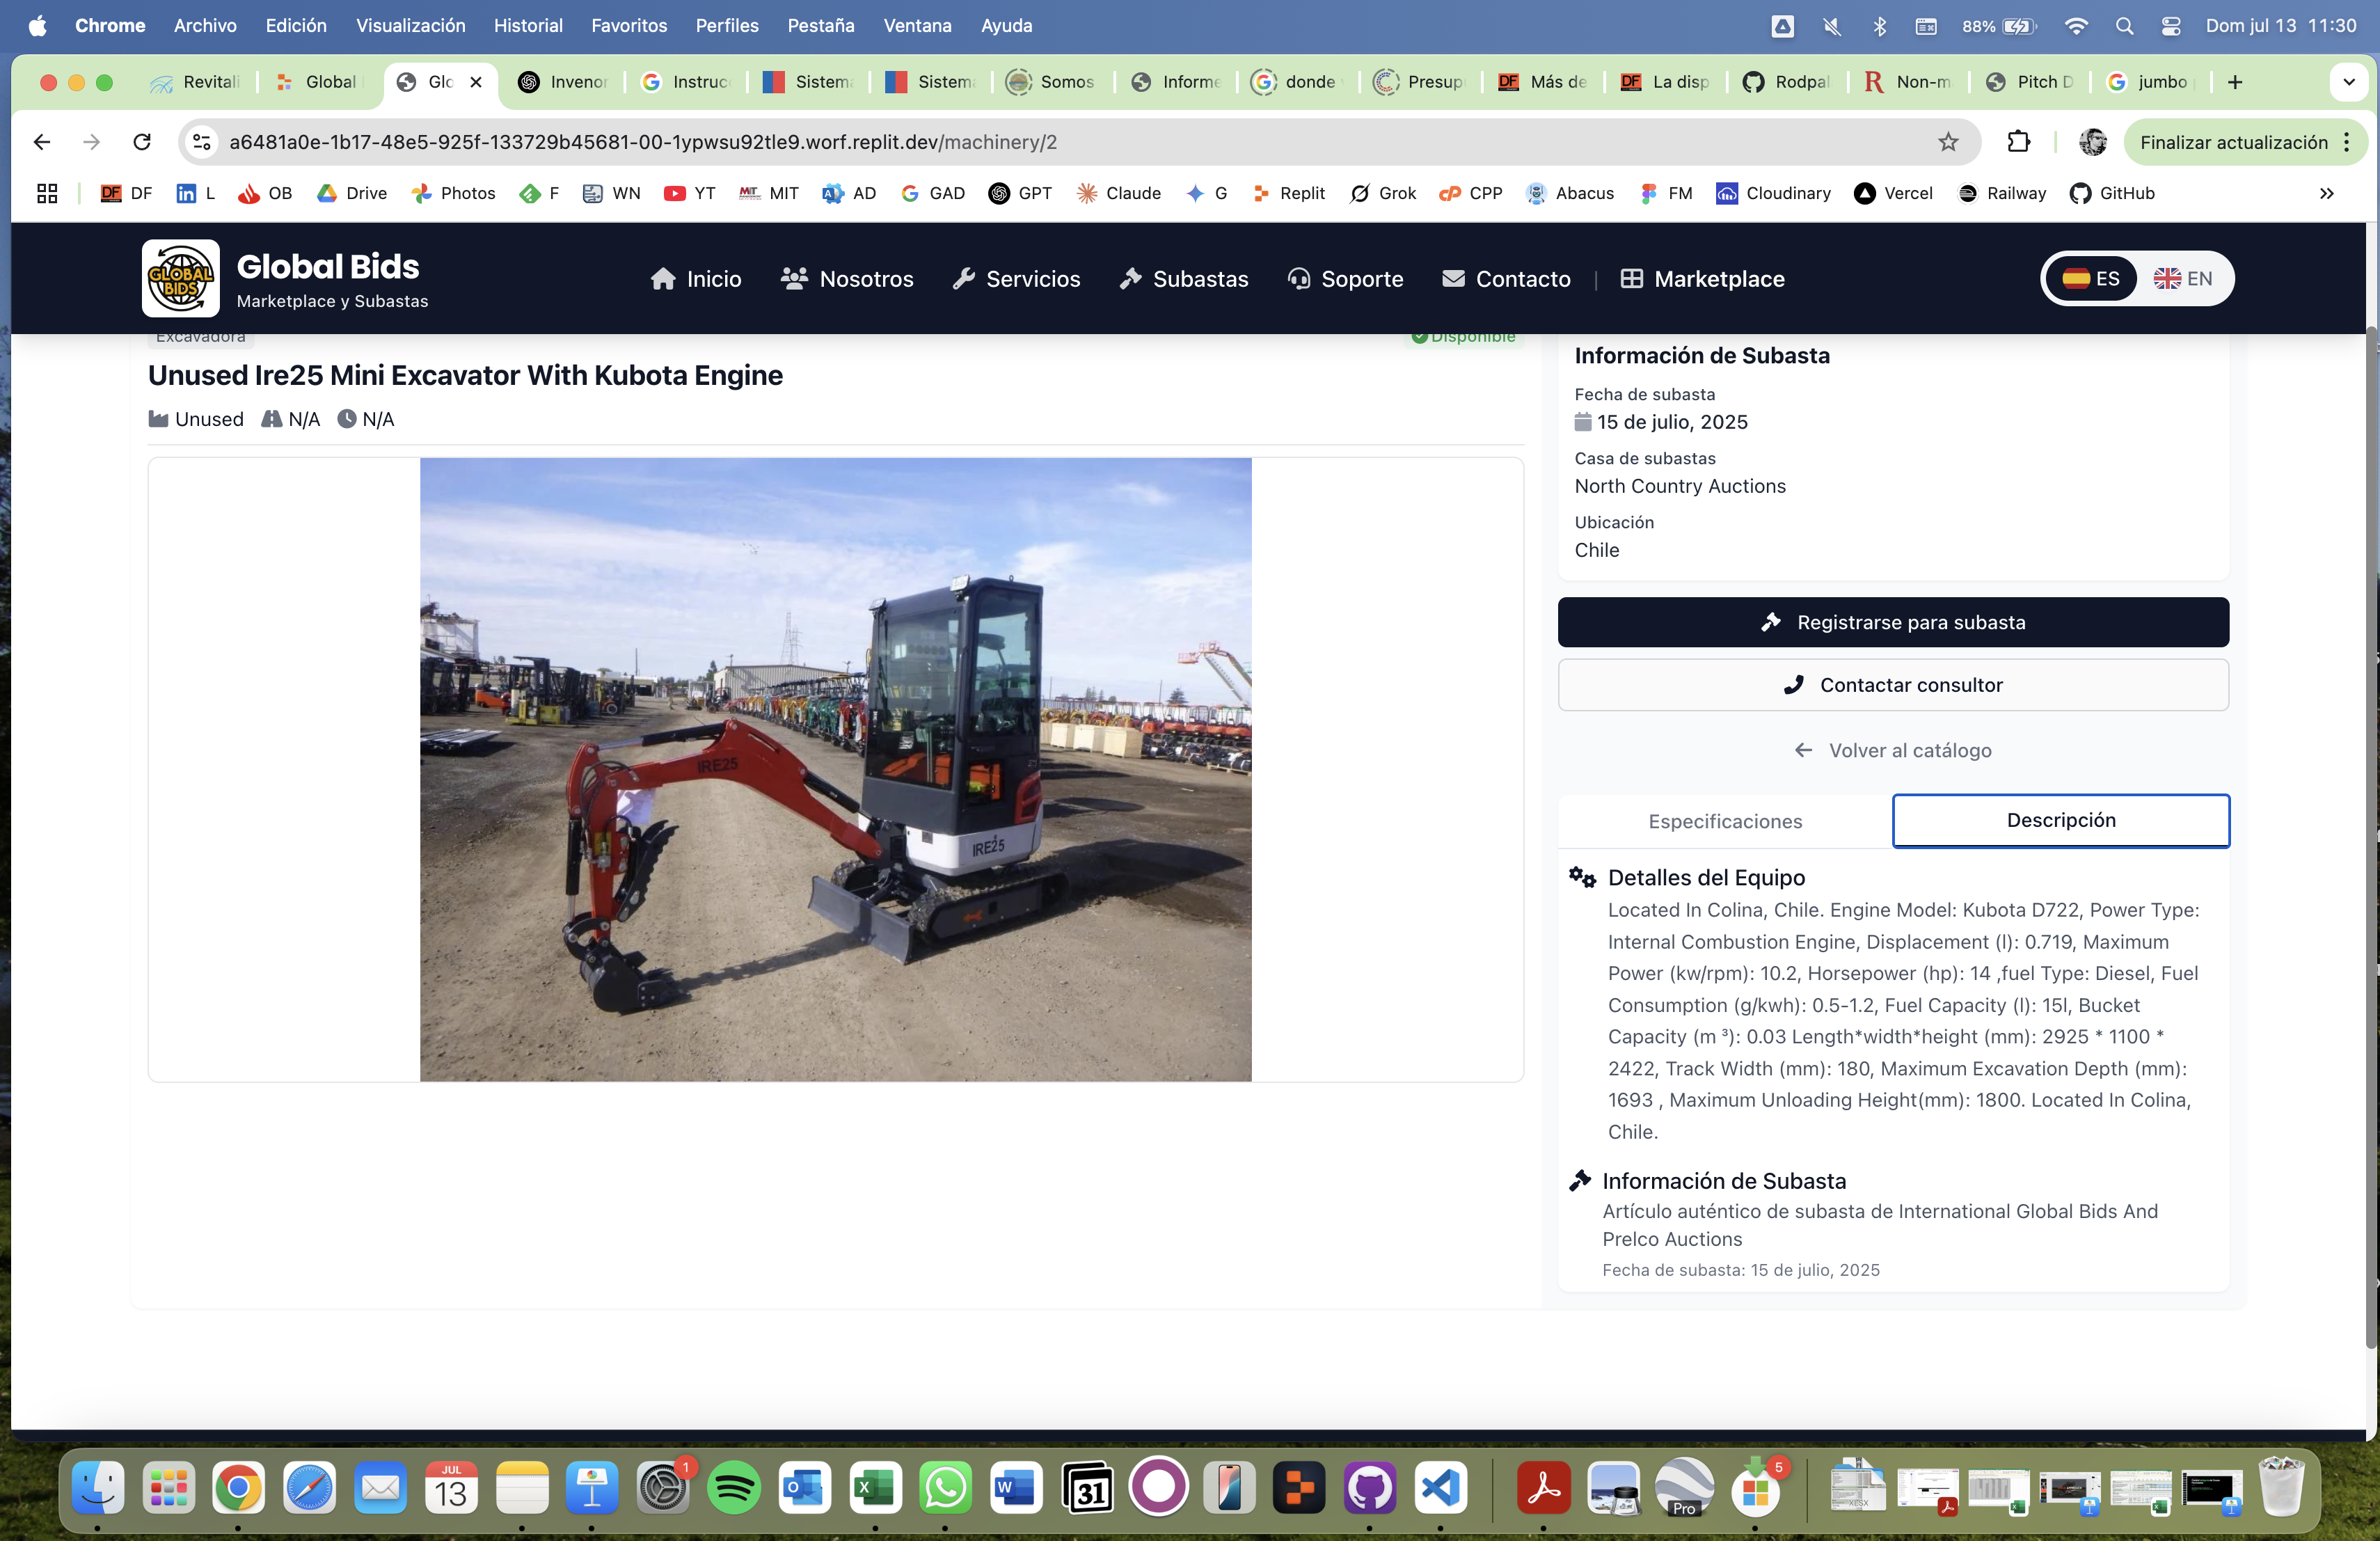 Chrome Archivo Edición Visualización Historial Favoritos Perfiles Pestaña Ventana Ayuda 88% Dom jul 13 11:30
Revitali Global Glo Inveno Instruc Sistema Sistema Somos Informe donde Presup Más de La disp Rodpal Non-m Pitch D jumbo
a6481a0e-1b17-48e5-925f-133729b45681-00-1ypwsu92tle9.worf.replit.dev/machinery/2 Finalizar actualización
DF L OB Drive Photos F WN YT MIT AD GAD GPT Claude G Replit Grok CPP Abacus FM Cloudinary Vercel Railway GitHub
GLOBAL BIDS
Global Bids
Marketplace y Subastas
Inicio Nosotros Servicios Subastas Soporte Contacto | Marketplace ES EN
Excavadora Disponible
Unused Ire25 Mini Excavator With Kubota Engine
Unused N/A N/A
IRE25
IRE25
Información de Subasta
Fecha de subasta
15 de julio, 2025
Casa de subastas
North Country Auctions
Ubicación
Chile
Registrarse para subasta
Contactar consultor
Volver al catálogo
Especificaciones Descripción
Detalles del Equipo
Located In Colina, Chile. Engine Model: Kubota D722, Power Type:
Internal Combustion Engine, Displacement (l): 0.719, Maximum
Power (kw/rpm): 10.2, Horsepower (hp): 14 ,fuel Type: Diesel, Fuel
Consumption (g/kwh): 0.5-1.2, Fuel Capacity (l): 15l, Bucket
Capacity (m ³): 0.03 Length*width*height (mm): 2925 * 1100 *
2422, Track Width (mm): 180, Maximum Excavation Depth (mm):
1693 , Maximum Unloading Height(mm): 1800. Located In Colina,
Chile.
Información de Subasta
Artículo auténtico de subasta de International Global Bids And
Prelco Auctions
Fecha de subasta: 15 de julio, 2025
JUL
13
1
31
Pro
5
XLSX